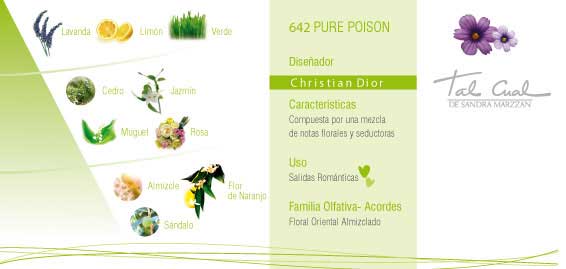 Lavanda
Limón
Verde
Cedro
Jazmín
Muguet
Rosa
Almizcle
Flor
de Naranjo
Sándalo
642 PURE POISON
Diseñador
Christian Dior
Características
Compuesta por una mezcla
de notas florales y seductoras
Uso
Salidas Románticas
Familia Olfativa- Acordes
Floral Oriental Almizclado
Tal Cual
DE SANDRA MARZZAN